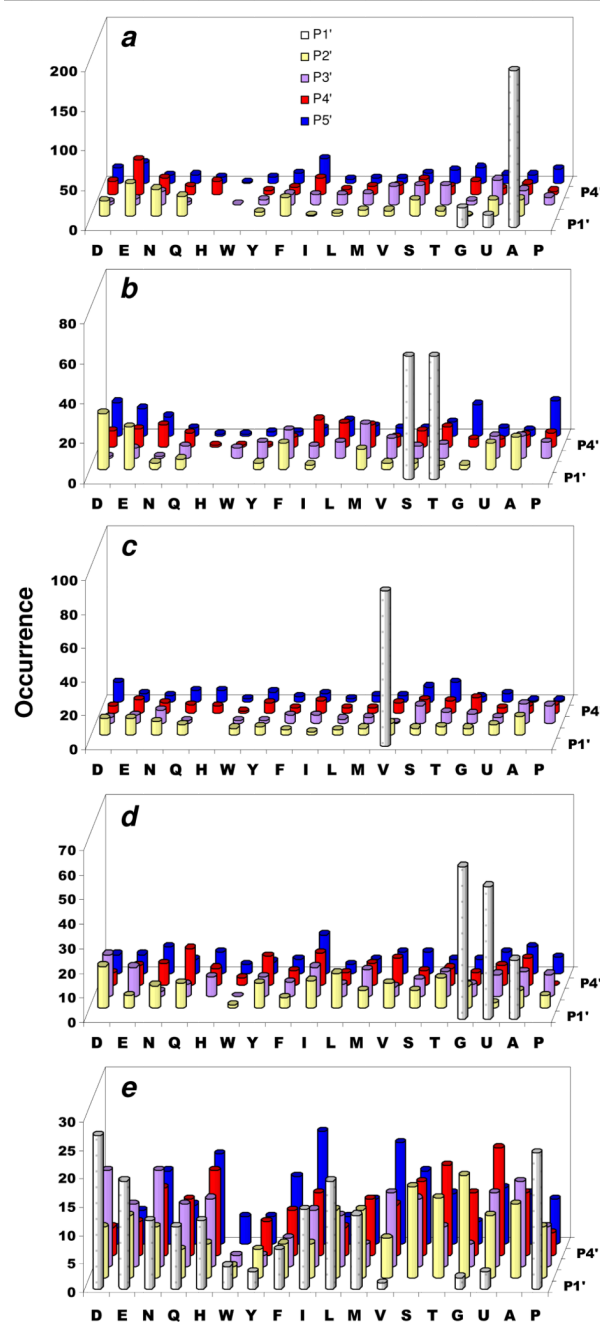 a
P1'
P2'
P3'
P4'
P5'
200
150
100
50
0
P4'
P1'
D E N Q H W Y F I L M V S T G U A P
b
80
60
40
20
0
P4'
P1'
D E N Q H W Y F I L M V S T G U A P
c
100
80
60
40
20
0
P4'
P1'
D E N Q H W Y F I L M V S T G U A P
Occurrence
d
70
60
50
40
30
20
10
0
P4'
P1'
D E N Q H W Y F I L M V S T G U A P
e
30
25
20
15
10
5
0
P4'
P1'
D E N Q H W Y F I L M V S T G U A P